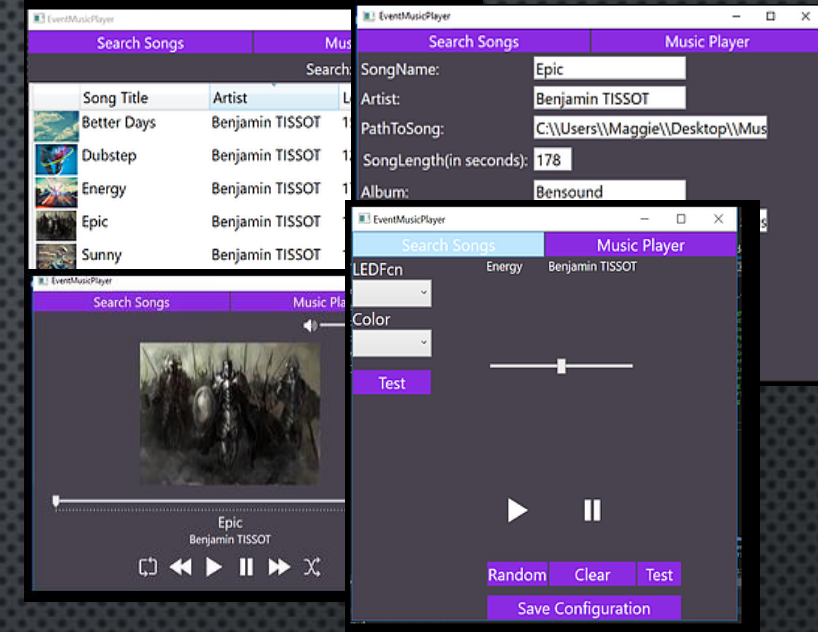 EventMusicPlayer
Search Songs
Search:
Song Title Artist
Better Days Benjamin TISSOT
Dubstep Benjamin TISSOT
Energy Benjamin TISSOT
Epic Benjamin TISSOT
Sunny Benjamin TISSOT
EventMusicPlayer
Search Songs Music Player
SongName: Epic
Artist: Benjamin TISSOT
PathToSong: C:\\Users\\Maggie\\Desktop\\Mus
SongLength(in seconds): 178
Album: Bensound
EventMusicPlayer
Search Songs
Epic
Benjamin TISSOT
EventMusicPlayer
Search Songs Music Player
LEDFcn Energy Benjamin TISSOT
Color
Test
Random Clear Test
Save Configuration